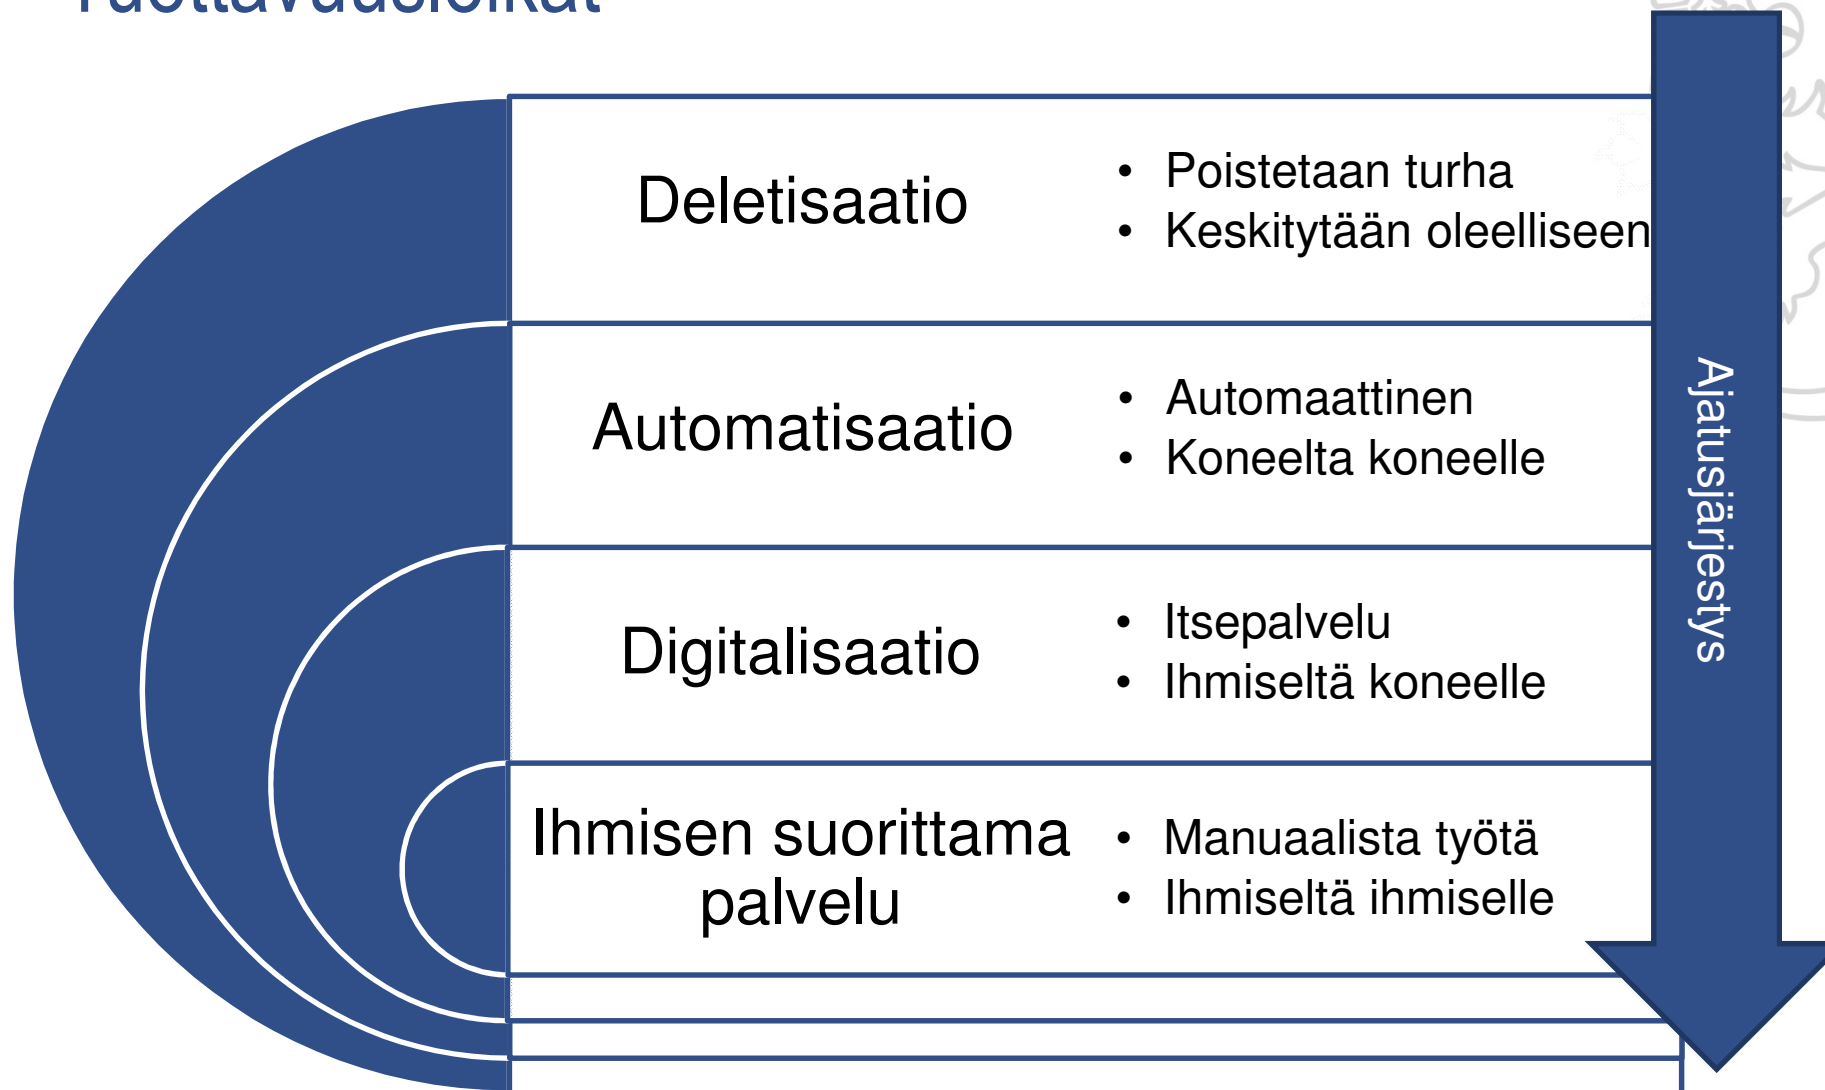 Tuottavuusloikat
Deletisaatio
• Poistetaan turha
• Keskitytään oleelliseen
Automatisaatio
• Automaattinen
• Koneelta koneelle
Digitalisaatio
• Itsepalvelu
• Ihmiseltä koneelle
Ihmisen suorittama
palvelu
• Manuaalista työtä
• Ihmiseltä ihmiselle
Ajatusjärjestys